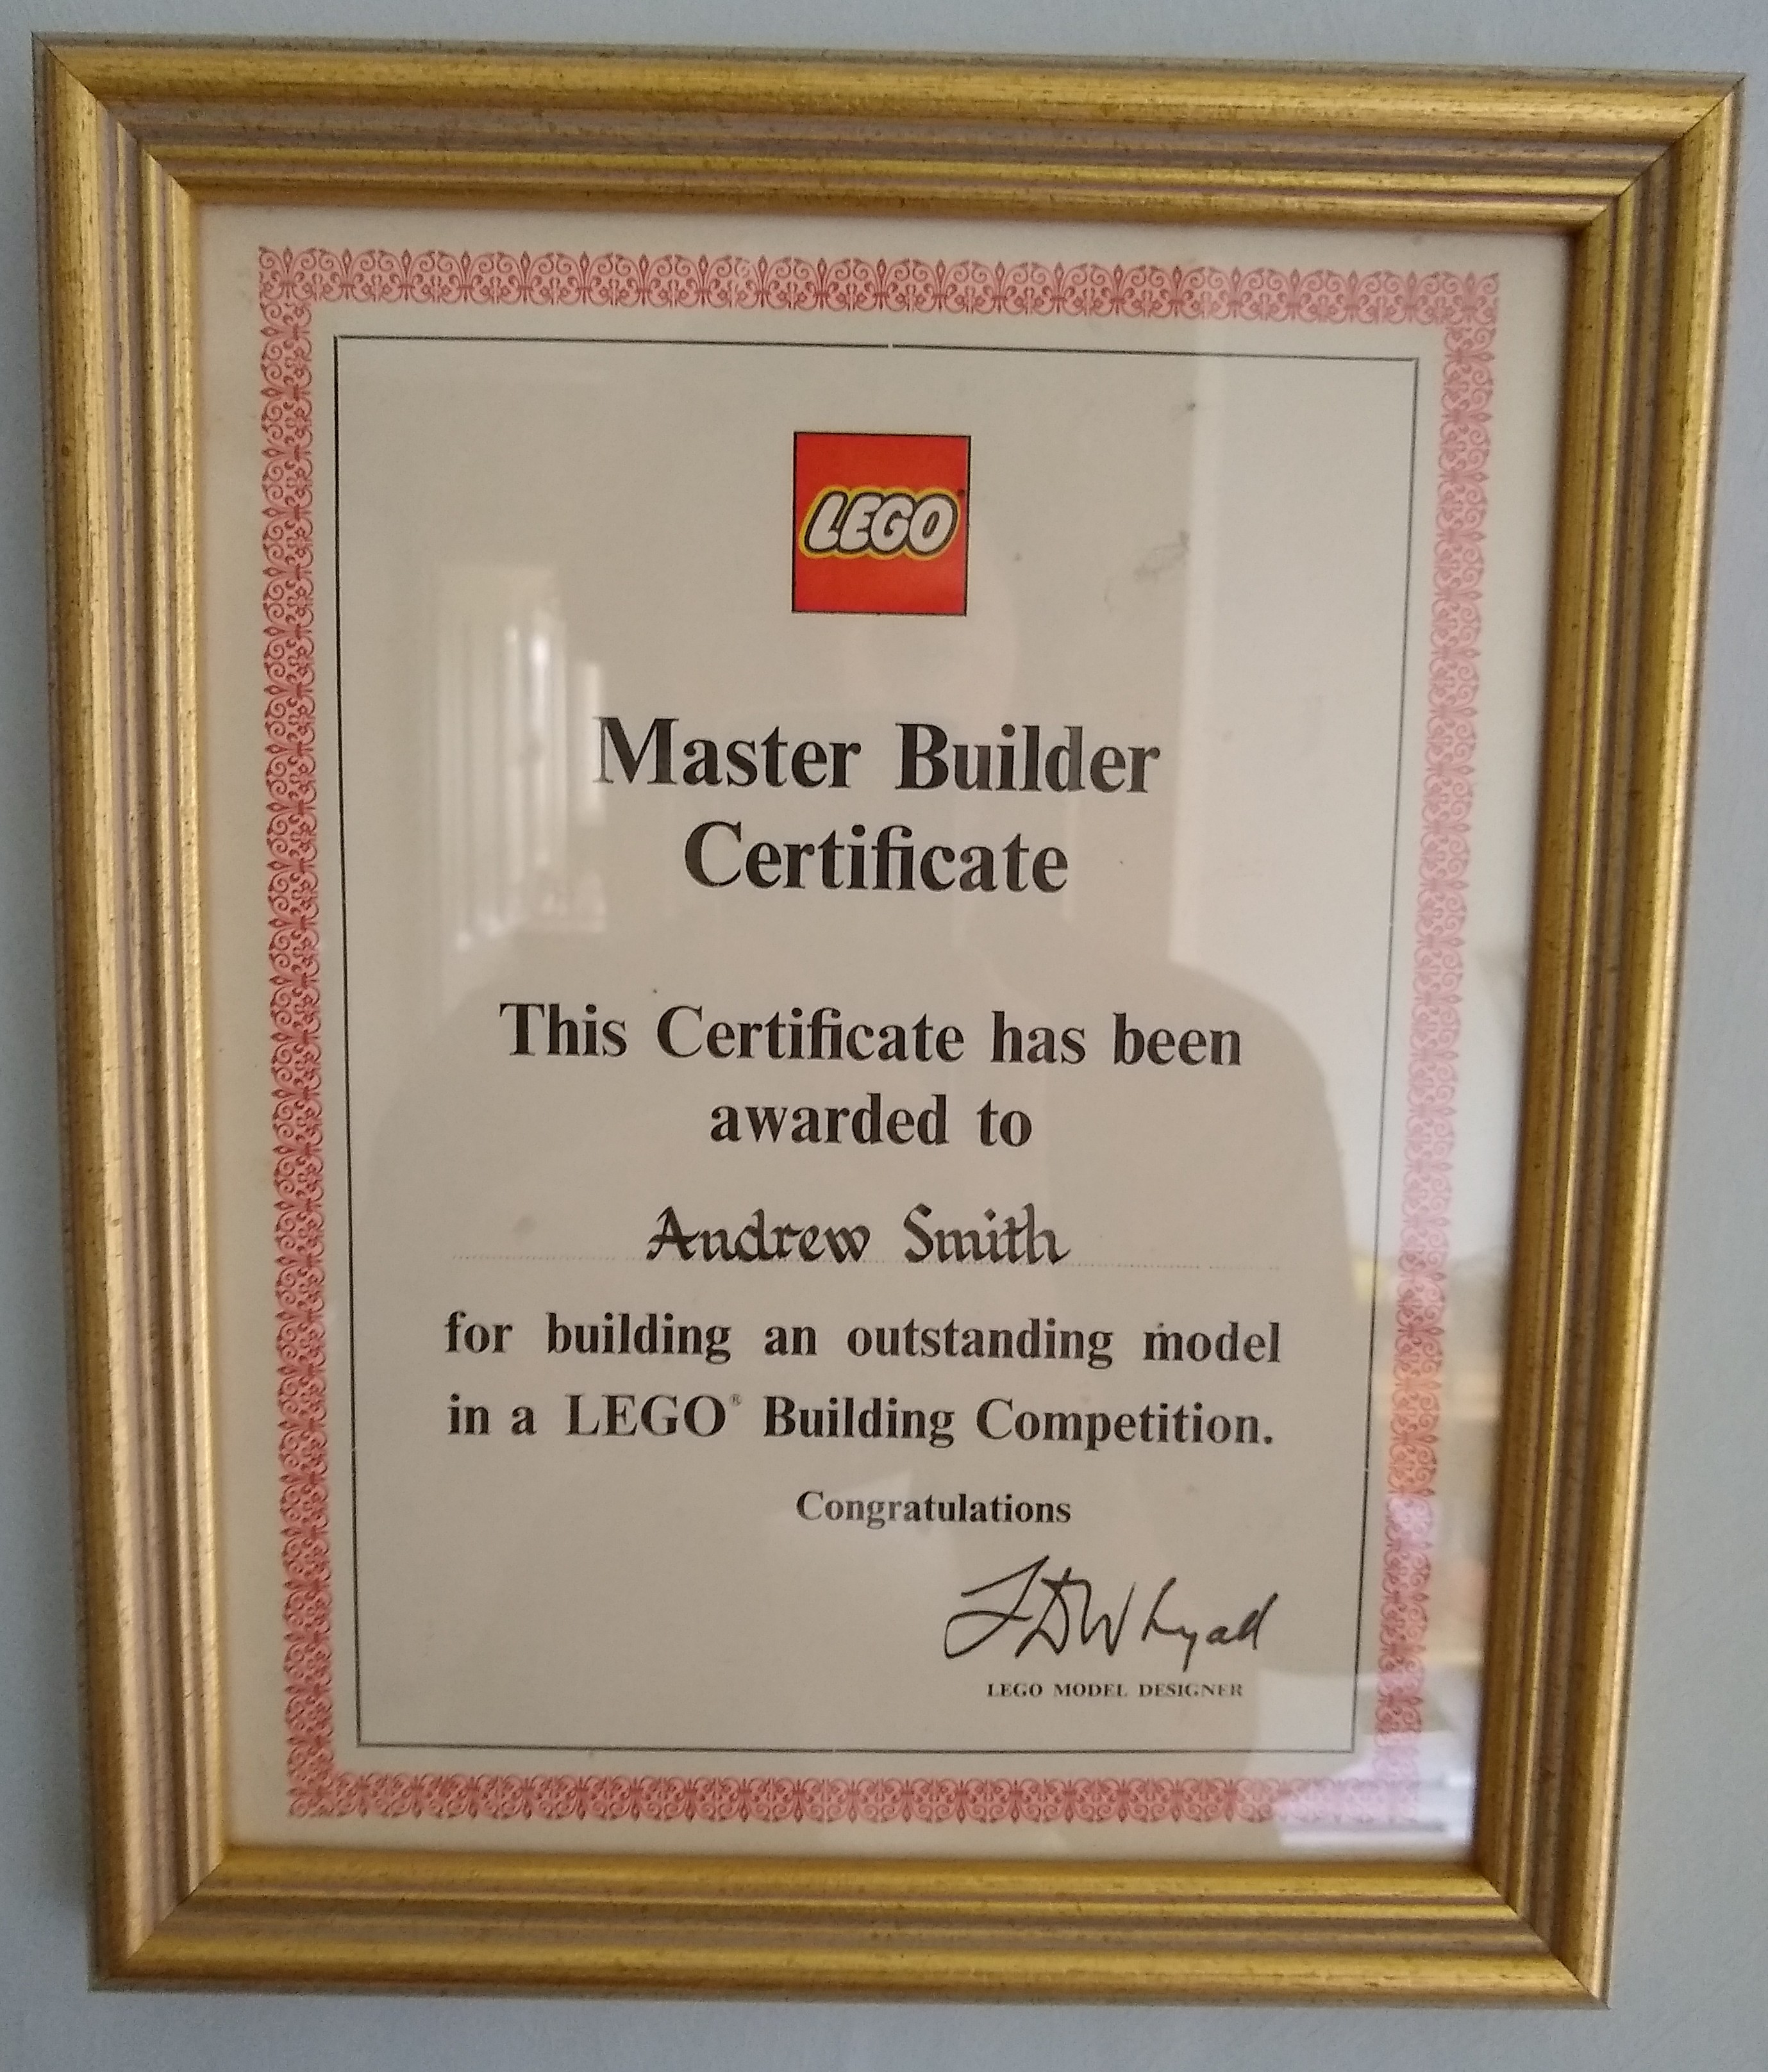 LEGO
Master Builder
Certificate
This Certificate has been
awarded to
Andrew Smith
for building an outstanding model
in a LEGO® Building Competition.
Congratulations
LEGO MODEL DESIGNER